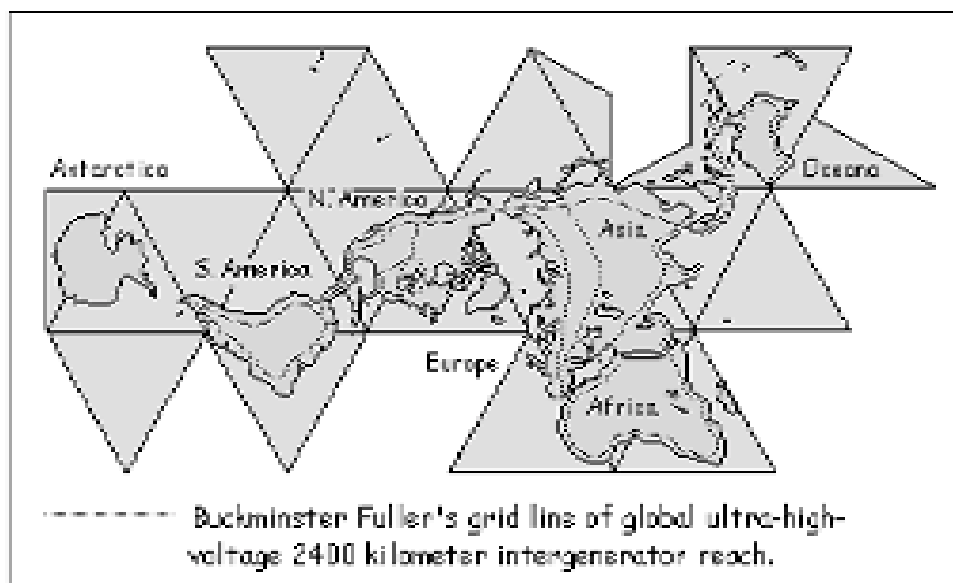 Antarctica
N. America
Oceana
Asia
S. America
Europe
Africa
Buckminster Fuller's grid line of global ultra-high-
voltage 2400 kilometer intergenerator reach.